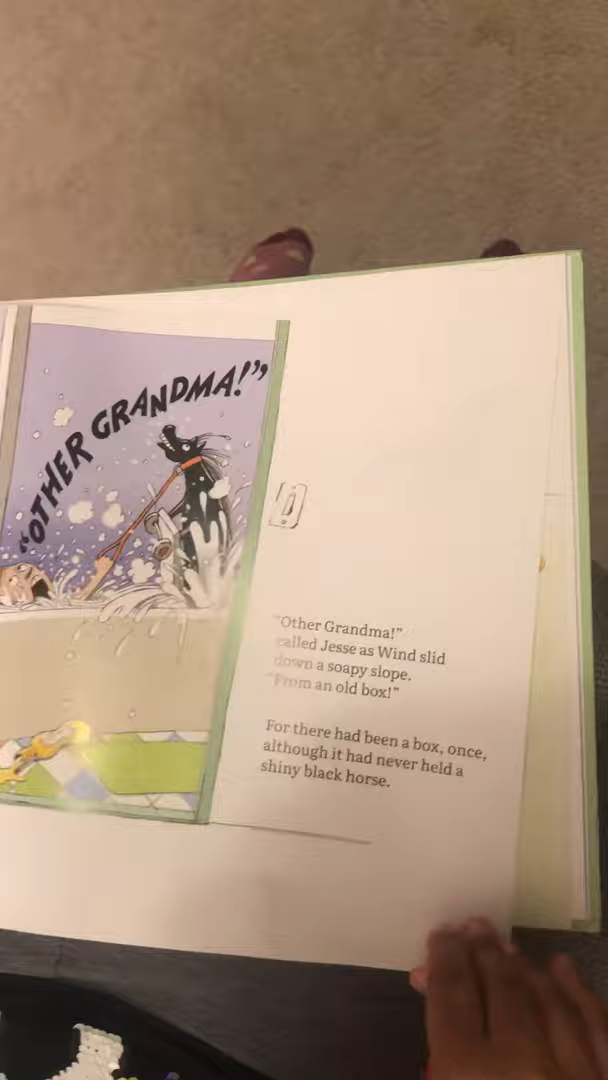 "OTHER GRANDMA!"
"Other Grandma!"
called Jesse as Wind slid
down a soapy slope.
"From an old box!"
For there had been a box, once,
although it had never held a
shiny black horse.